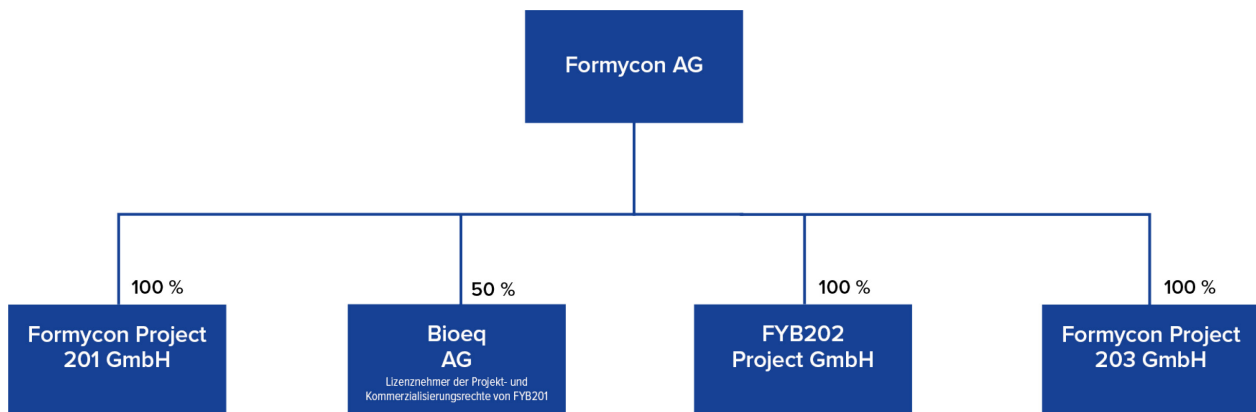 Formycon AG
100 %
50 %
100 %
100 %
Formycon Project
201 GmbH
Bioeq
AG
Lizenznehmer der Projekt- und
Kommerzialisierungsrechte von FYB201
FYB202
Project GmbH
Formycon Project
203 GmbH